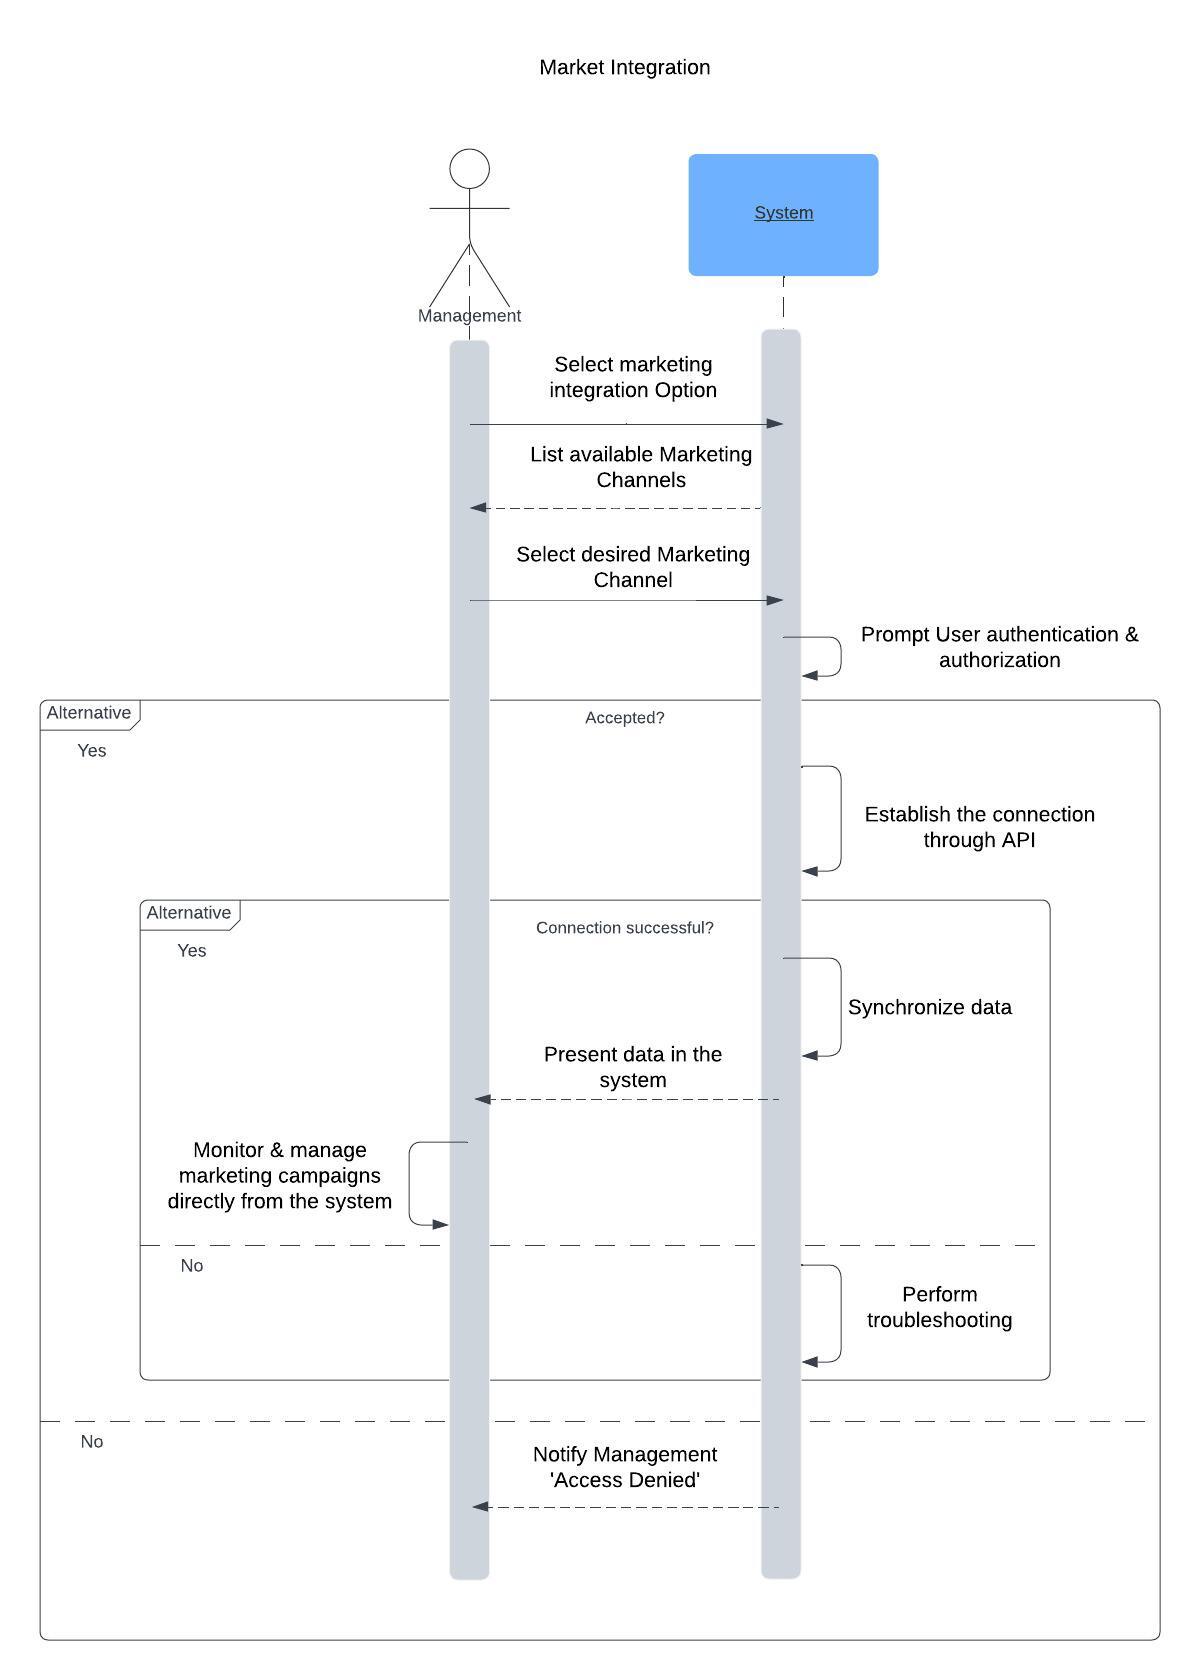 Market Integration
System
Management
Select marketing
integration Option
List available Marketing
Channels
Select desired Marketing
Channel
Prompt User authentication &
authorization
Alternative
Accepted?
Yes
Establish the connection
through API
Alternative
Connection successful?
Yes
Synchronize data
Present data in the
system
Monitor & manage
marketing campaigns
directly from the system
No
Perform
troubleshooting
No
Notify Management
'Access Denied'